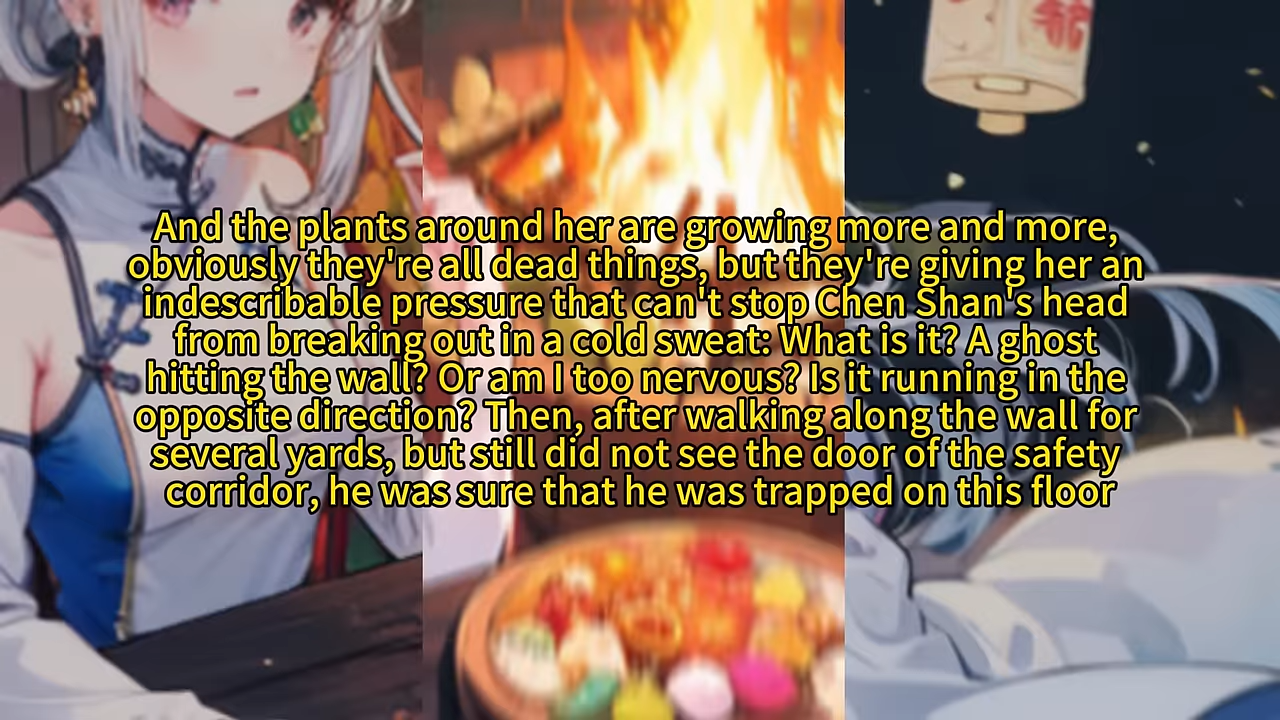 龍
And the plants around her are growing more and more,
obviously they're all dead things, but they're giving her an
indescribable pressure that can't stop Chen Shan's head
from breaking out in a cold sweat: What is it? A ghost
hitting the wall? Or am I too nervous? Is it running in the
opposite direction? Then, after walking along the wall for
several yards, but still did not see the door of the safety
corridor, he was sure that he was trapped on this floor